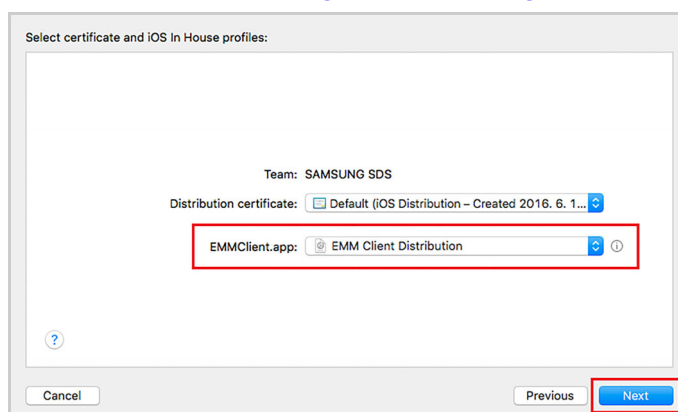 Select certificate and iOS In House profiles:
Team: SAMSUNG SDS
Distribution certificate: Default (iOS Distribution – Created 2016. 6. 1...
EMMClient.app: EMM Client Distribution
?
Cancel Previous Next